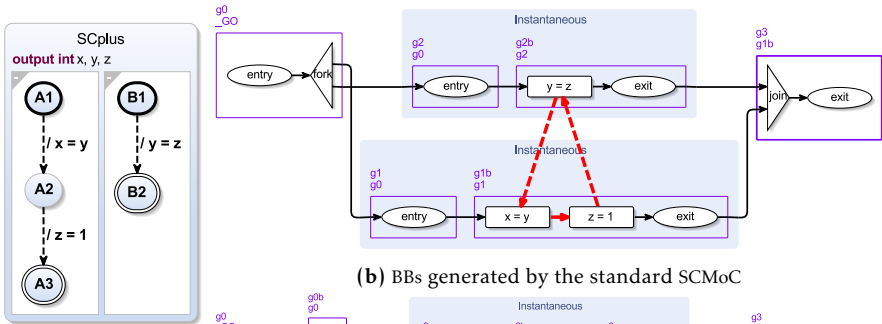 SCplus
output int x, y, z
A1
B1
/ x = y
/ y = z
A2
B2
/ z = 1
A3
g0
_GO
entry
fork
Instantaneous
g2
g0
entry
g2b
g2
y = z
exit
g3
g1b
join
exit
Instantaneous
g1
g0
entry
g1b
g1
x = y
z = 1
exit
(b) BBs generated by the standard SCMoC
g0
g0b
g0
Instantaneous
g3